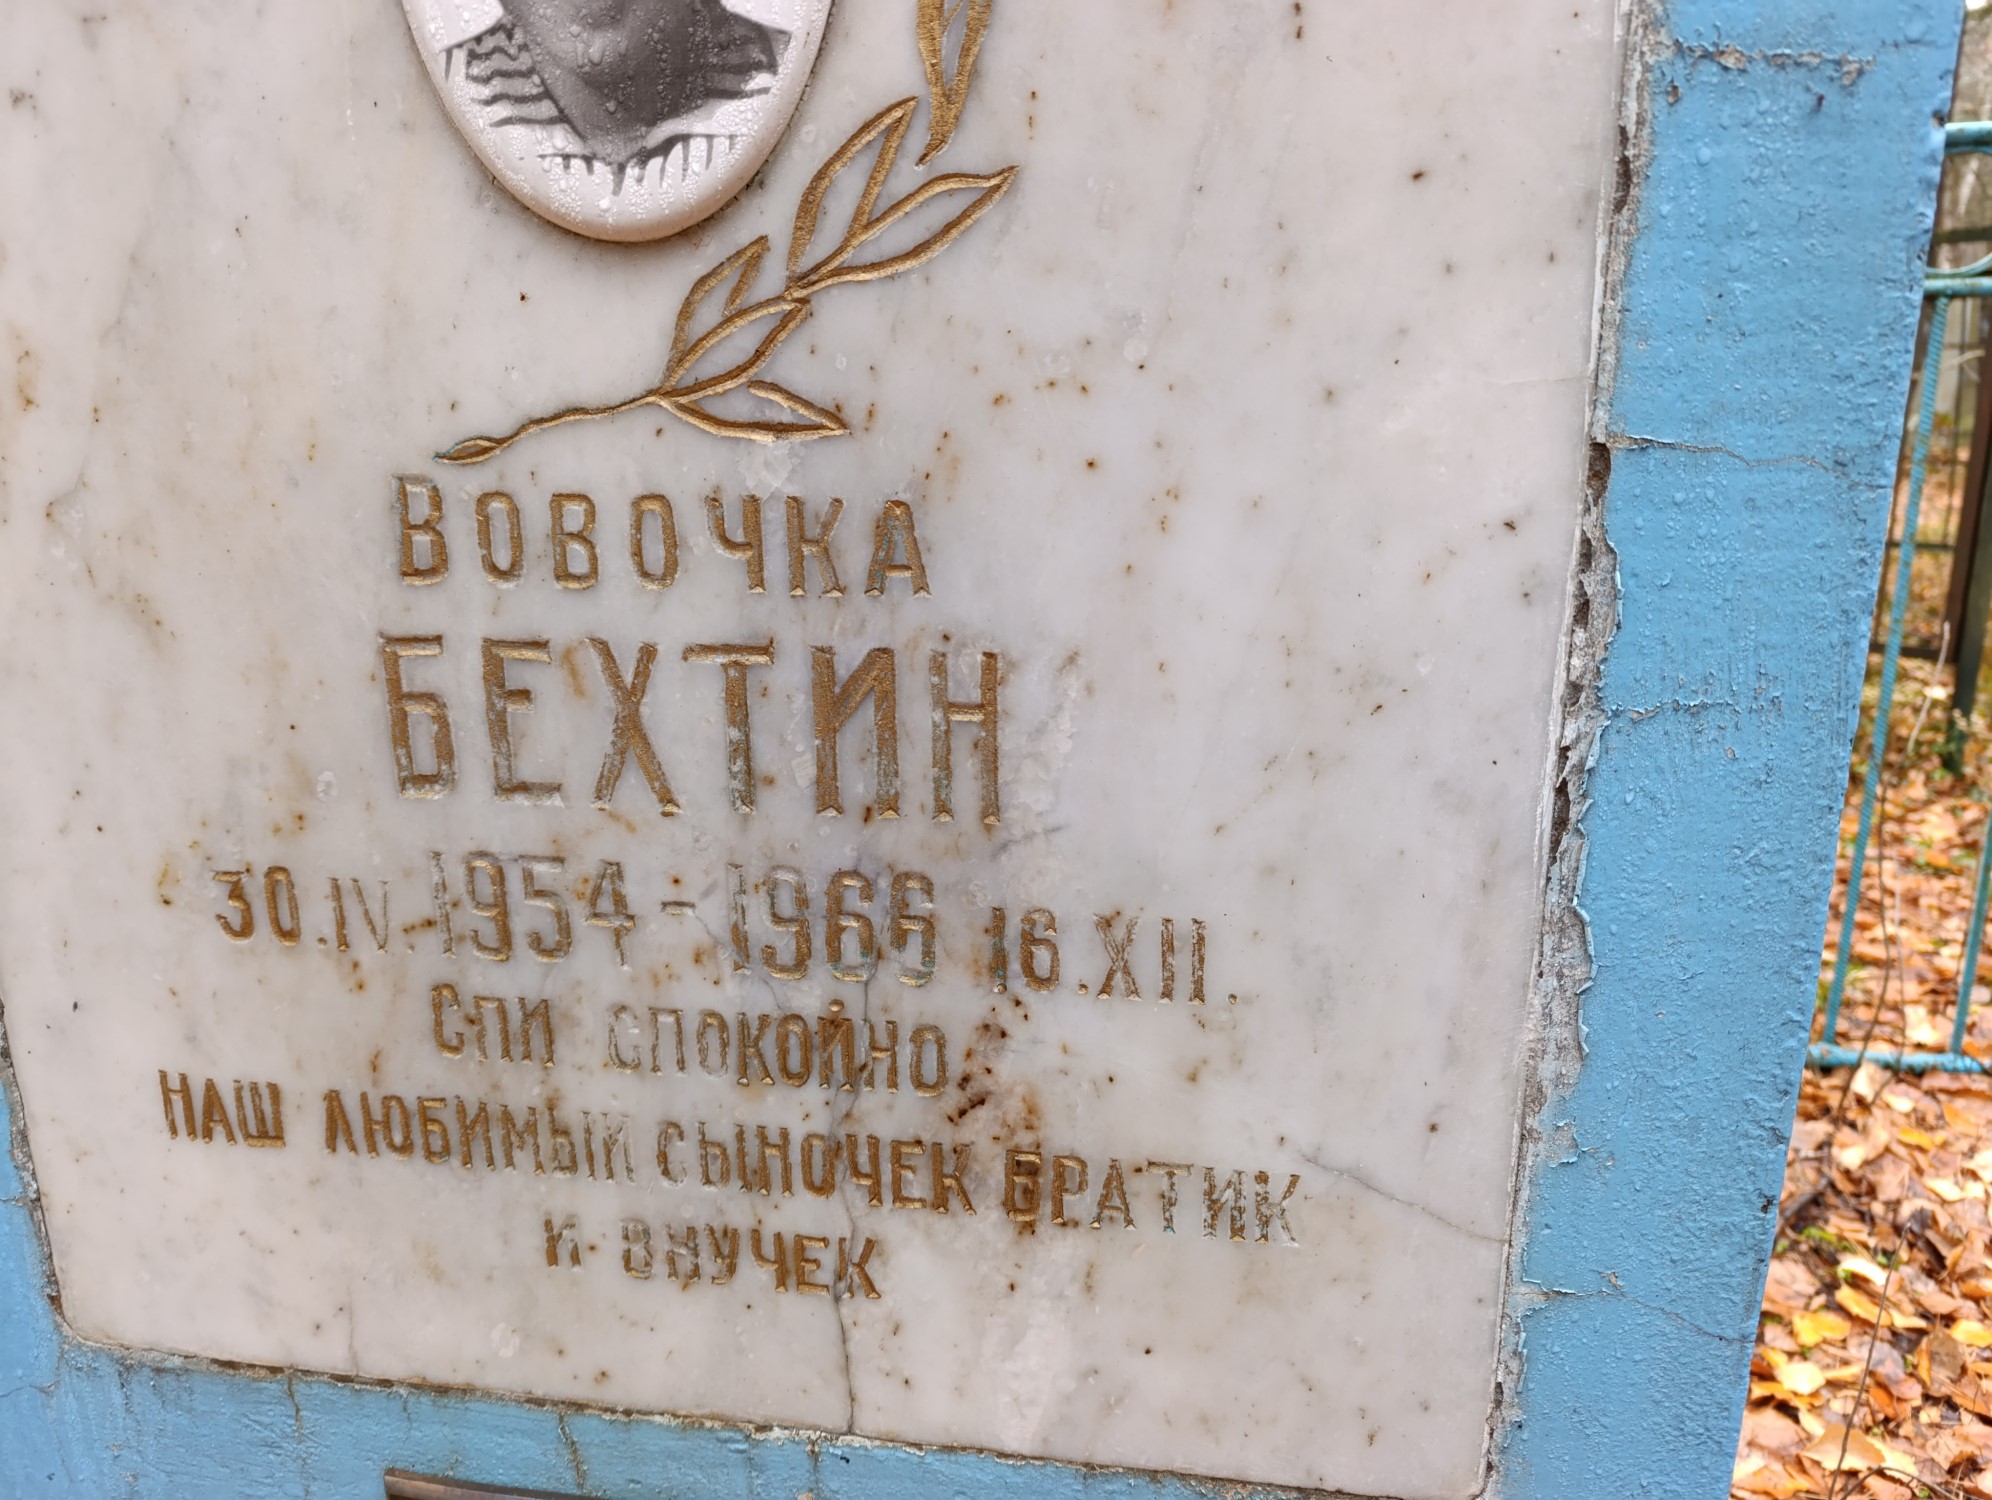 ВОВОЧКА
БЕХТИН
30.IV.1954-1966 16.XII.
СПИ СПОКОЙНО
НАШ ЛЮБИМЫЙ СЫНОЧЕК БРАТИК
И ВНУЧЕК